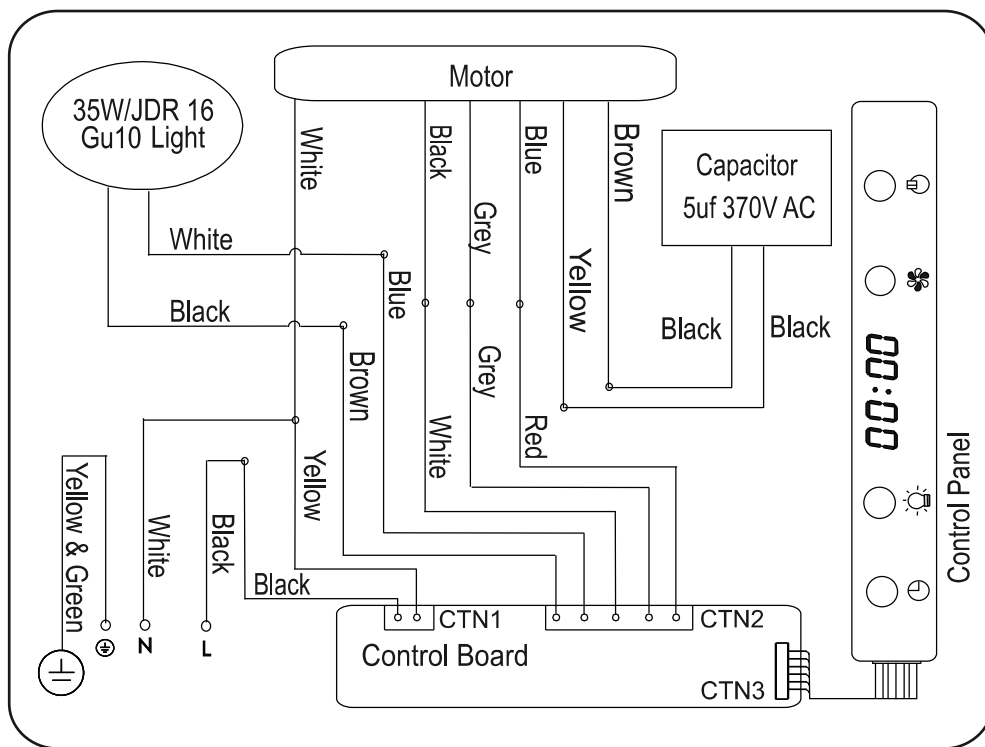 Motor
35W/JDR 16
Gu10 Light
White
Black
Grey
Blue
Yellow
Brown
Capacitor
5uf 370V AC
White
Black
Blue
Brown
Grey
White
Red
Black
Black
00:00
Control Panel
Yellow & Green
White
Black
Yellow
Black
N
L
CTN1
CTN2
Control Board
CTN3